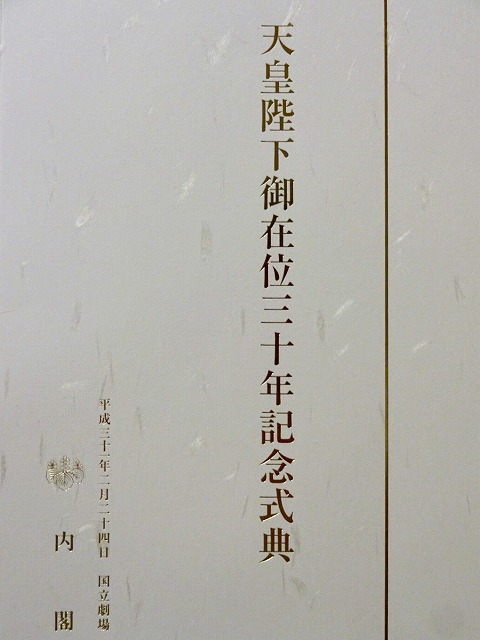 天皇陛下御在位三十年記念式典
平成三十一年二月二十四日　国立劇場
内閣